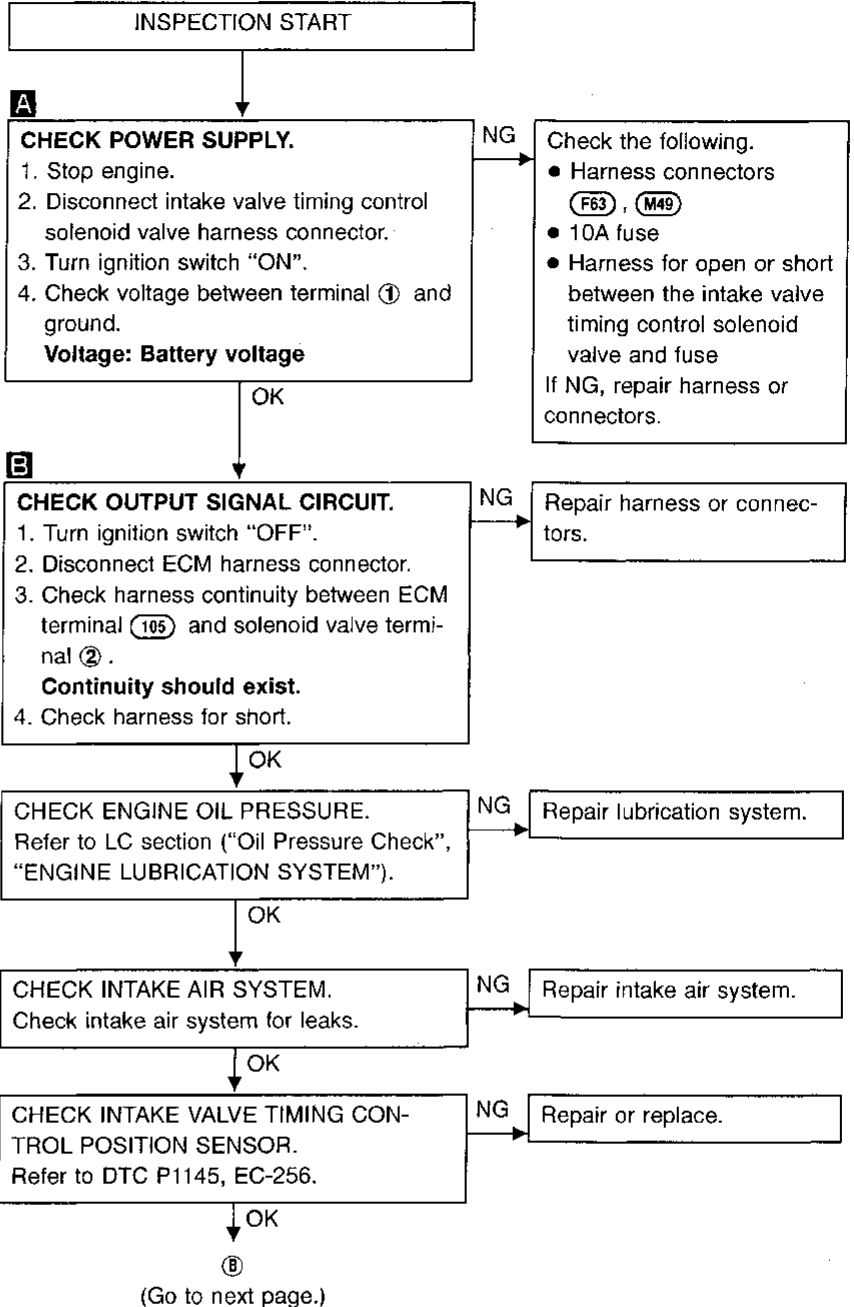 INSPECTION START
A
CHECK POWER SUPPLY.
1. Stop engine.
2. Disconnect intake valve timing control
solenoid valve harness connector.
3. Turn ignition switch "ON".
4. Check voltage between terminal ① and
ground.
Voltage: Battery voltage
NG
Check the following.
● Harness connectors
F63 , M49
● 10A fuse
● Harness for open or short
between the intake valve
timing control solenoid
valve and fuse
If NG, repair harness or
connectors.
OK
B
CHECK OUTPUT SIGNAL CIRCUIT.
1. Turn ignition switch "OFF".
2. Disconnect ECM harness connector.
3. Check harness continuity between ECM
terminal 105 and solenoid valve termi-
nal ② .
Continuity should exist.
4. Check harness for short.
NG
Repair harness or connec-
tors.
OK
CHECK ENGINE OIL PRESSURE.
Refer to LC section ("Oil Pressure Check",
"ENGINE LUBRICATION SYSTEM").
NG
Repair lubrication system.
OK
CHECK INTAKE AIR SYSTEM.
Check intake air system for leaks.
NG
Repair intake air system.
OK
CHECK INTAKE VALVE TIMING CON-
TROL POSITION SENSOR.
Refer to DTC P1145, EC-256.
NG
Repair or replace.
OK
Ⓑ
(Go to next page.)